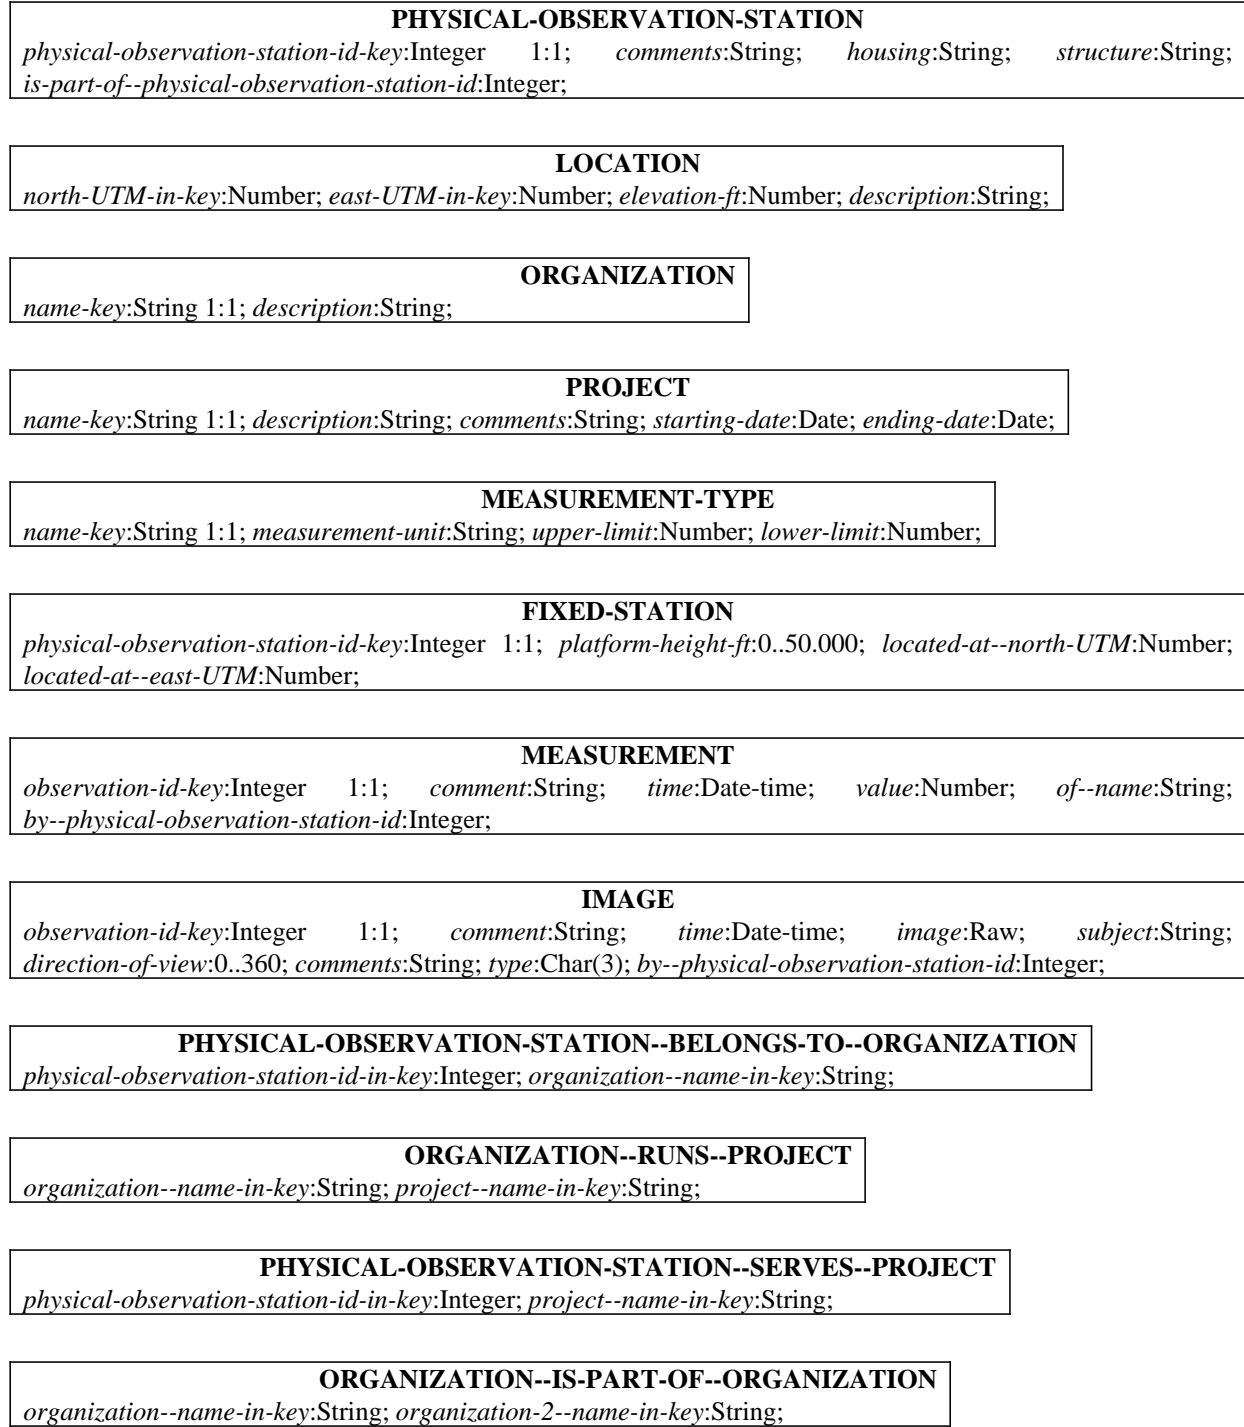 PHYSICAL-OBSERVATION-STATION
physical-observation-station-id-key:Integer 1:1; comments:String; housing:String; structure:String;
is-part-of--physical-observation-station-id:Integer;
LOCATION
north-UTM-in-key:Number; east-UTM-in-key:Number; elevation-ft:Number; description:String;
ORGANIZATION
name-key:String 1:1; description:String;
PROJECT
name-key:String 1:1; description:String; comments:String; starting-date:Date; ending-date:Date;
MEASUREMENT-TYPE
name-key:String 1:1; measurement-unit:String; upper-limit:Number; lower-limit:Number;
FIXED-STATION
physical-observation-station-id-key:Integer 1:1; platform-height-ft:0..50.000; located-at--north-UTM:Number;
located-at--east-UTM:Number;
MEASUREMENT
observation-id-key:Integer 1:1; comment:String; time:Date-time; value:Number; of--name:String;
by--physical-observation-station-id:Integer;
IMAGE
observation-id-key:Integer 1:1; comment:String; time:Date-time; image:Raw; subject:String;
direction-of-view:0..360; comments:String; type:Char(3); by--physical-observation-station-id:Integer;
PHYSICAL-OBSERVATION-STATION--BELONGS-TO--ORGANIZATION
physical-observation-station-id-in-key:Integer; organization--name-in-key:String;
ORGANIZATION--RUNS--PROJECT
organization--name-in-key:String; project--name-in-key:String;
PHYSICAL-OBSERVATION-STATION--SERVES--PROJECT
physical-observation-station-id-in-key:Integer; project--name-in-key:String;
ORGANIZATION--IS-PART-OF--ORGANIZATION
organization--name-in-key:String; organization-2--name-in-key:String;